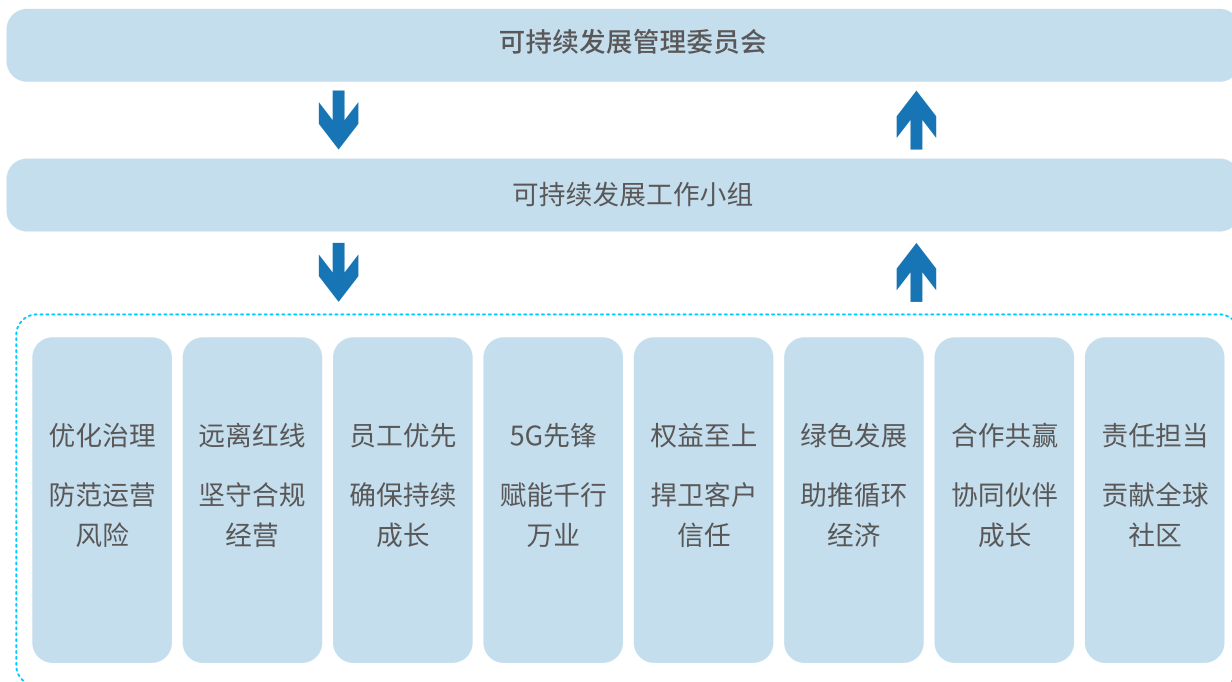 可持续发展管理委员会
可持续发展工作小组
优化治理
防范运营
风险
远离红线
坚守合规
经营
员工优先
确保持续
成长
5G先锋
赋能千行
万业
权益至上
捍卫客户
信任
绿色发展
助推循环
经济
合作共赢
协同伙伴
成长
责任担当
贡献全球
社区